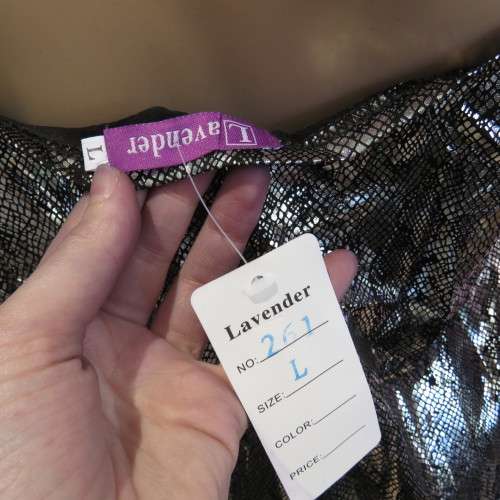 Lavender
L
Lavender
NO: 261
SIZE: L
COLOR:
PRICE: